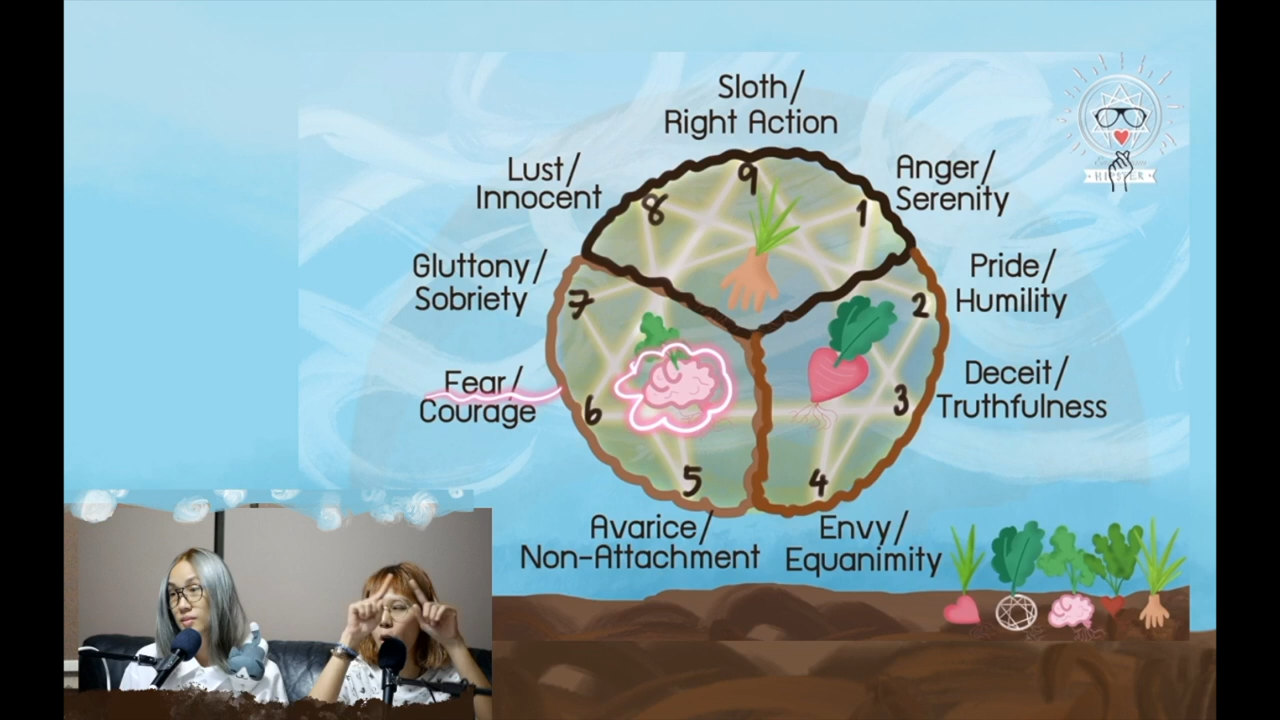 Sloth/
Right Action
Lust/
Innocent
Anger/
Serenity
Gluttony/
Sobriety
Pride/
Humility
Fear/
Courage
Deceit/
Truthfulness
Avarice/
Non-Attachment
Envy/
Equanimity
9
8
1
7
2
6
3
5
4
HIPSTER